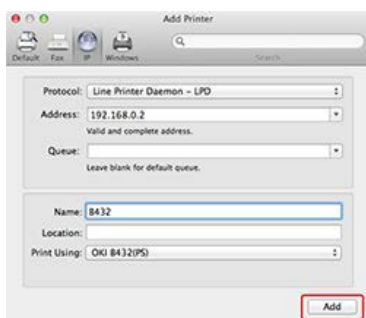 Add Printer
Default Fax IP Windows Search
Protocol: Line Printer Daemon – LPD
Address: 192.168.0.2
Valid and complete address.
Queue:
Leave blank for default queue.
Name: B432
Location:
Print Using: OKI B432(PS)
Add